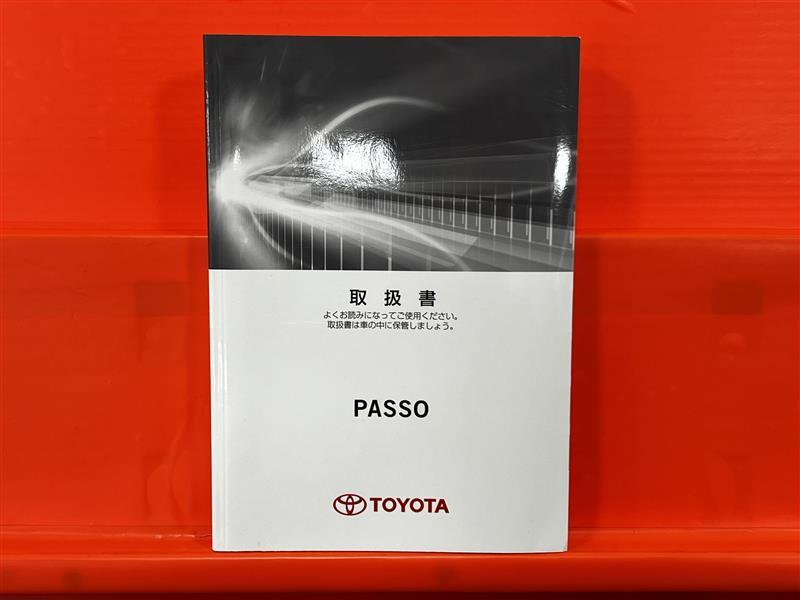 取扱書
よくお読みになってご使用ください。
取扱書は車の中に保管しましょう。
PASSO
TOYOTA